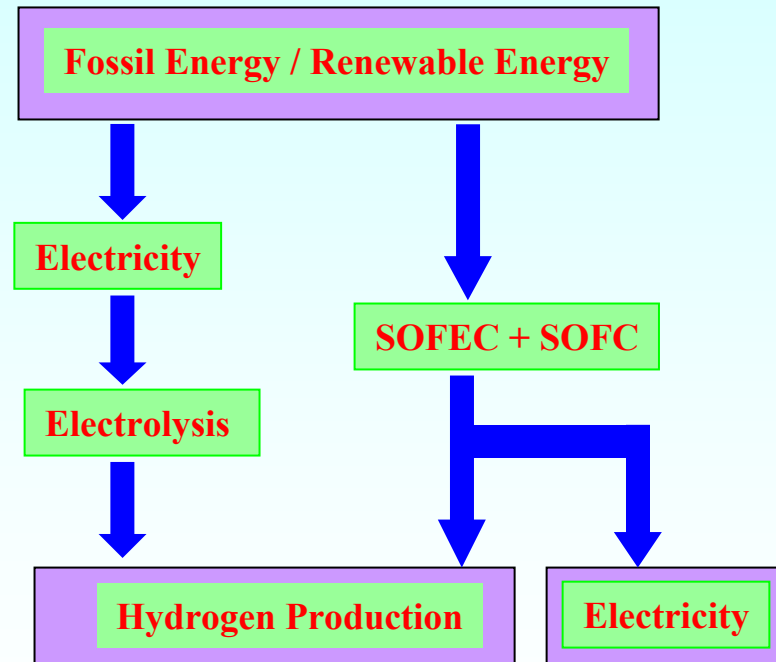 Fossil Energy / Renewable Energy
Electricity
SOFEC + SOFC
Electrolysis
Hydrogen Production
Electricity